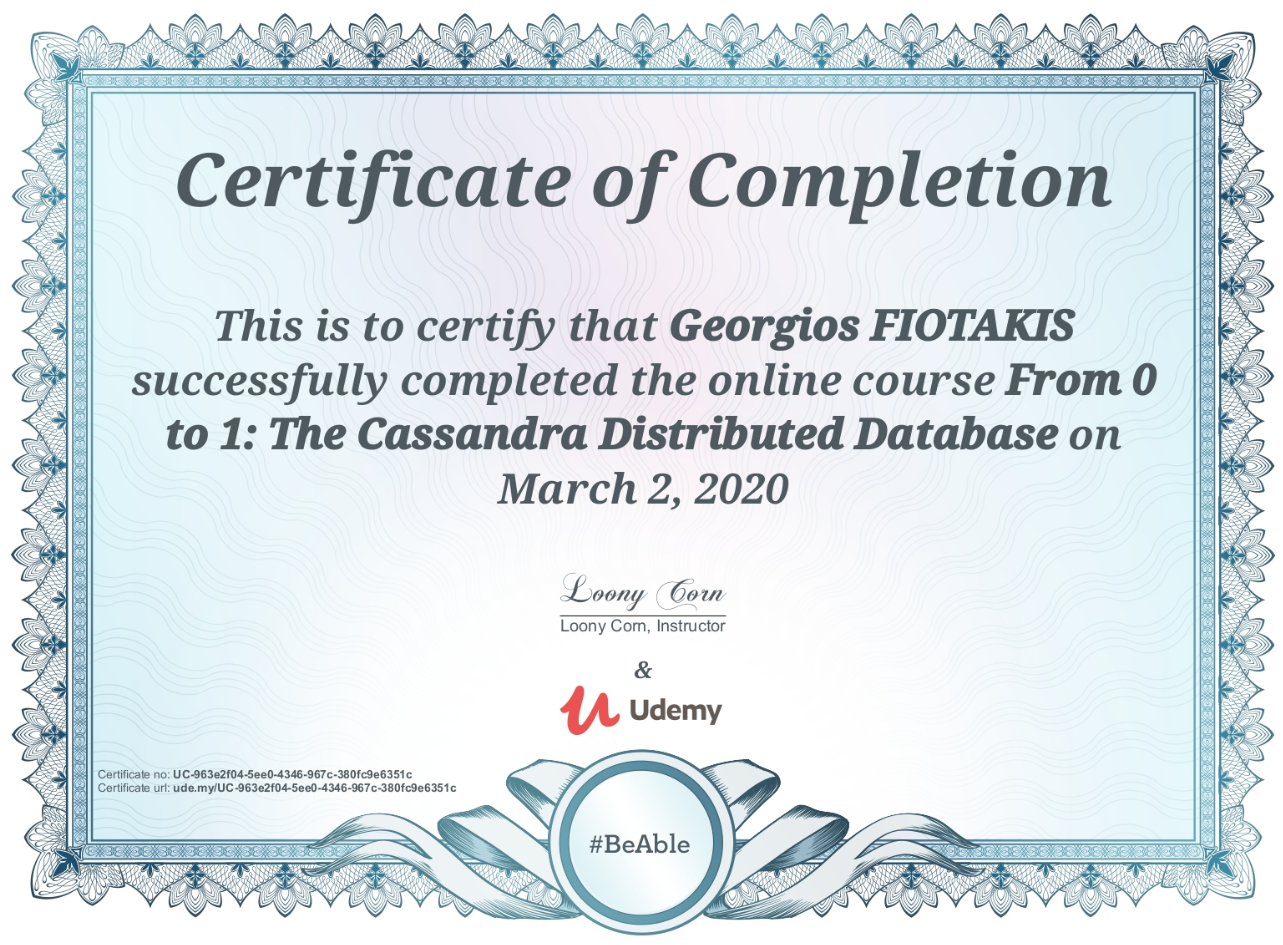 Certificate of Completion
This is to certify that Georgios FIOTAKIS
successfully completed the online course From 0
to 1: The Cassandra Distributed Database on
March 2, 2020
Loony Corn
Loony Corn, Instructor
&
Udemy
Certificate no: UC-963e2f04-5ee0-4346-967c-380fc9e6351c
Certificate url: ude.my/UC-963e2f04-5ee0-4346-967c-380fc9e6351c
#BeAble